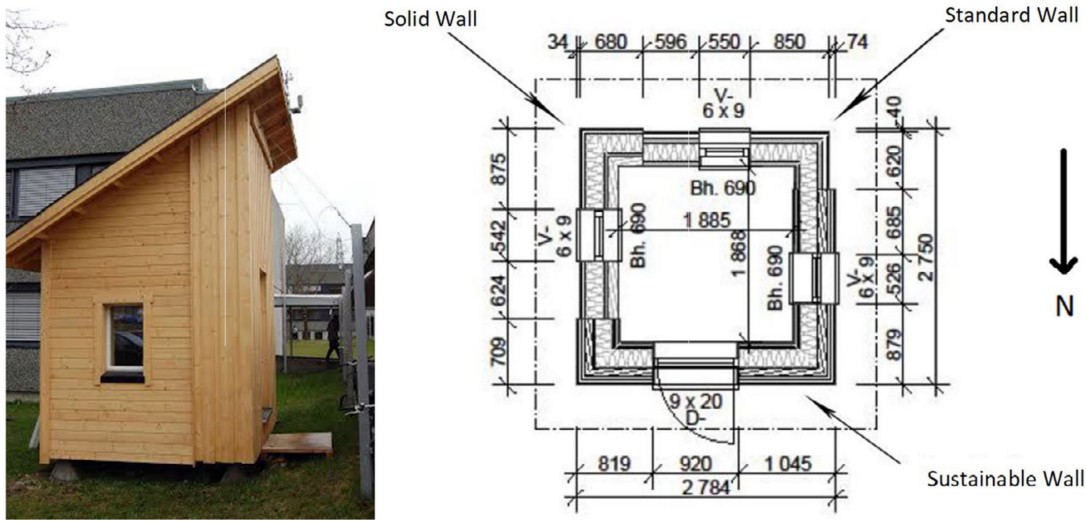 Solid Wall
Standard Wall
34 680 596 550 850 74
V-
6 x 9
40
875
620
Bh. 690
542
V-
6 x 9
Bh. 690
1 885
1 868
Bh. 690
685
V-
6 x 9
526
2 750
N
624
709
879
9 x 20
D-
819 920 1 045
2 784
Sustainable Wall